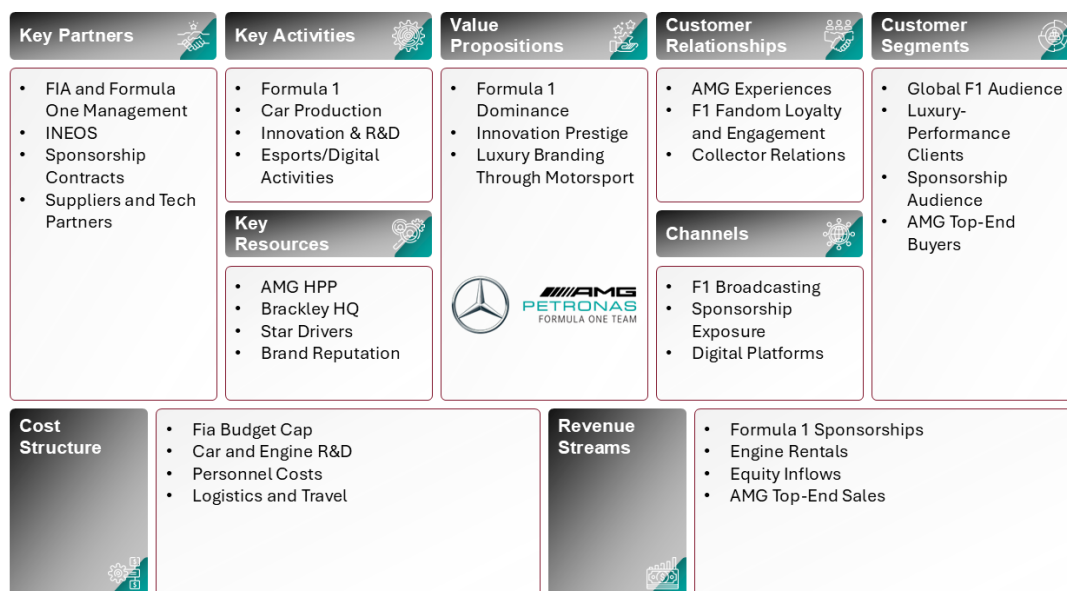 Key Partners
FIA and Formula
One Management
INEOS
Sponsorship
Contracts
Suppliers and Tech
Partners
Key Activities
Formula 1
Car Production
Innovation & R&D
Esports/Digital
Activities
Key
Resources
AMG HPP
Brackley HQ
Star Drivers
Brand Reputation
Value
Propositions
Formula 1
Dominance
Innovation Prestige
Luxury Branding
Through Motorsport
AMG
PETRONAS
FORMULA ONE TEAM
Customer
Relationships
AMG Experiences
F1 Fandom Loyalty
and Engagement
Collector Relations
Channels
F1 Broadcasting
Sponsorship
Exposure
Digital Platforms
Customer
Segments
Global F1 Audience
Luxury-
Performance
Clients
Sponsorship
Audience
AMG Top-End
Buyers
Cost
Structure
Fia Budget Cap
Car and Engine R&D
Personnel Costs
Logistics and Travel
Revenue
Streams
Formula 1 Sponsorships
Engine Rentals
Equity Inflows
AMG Top-End Sales